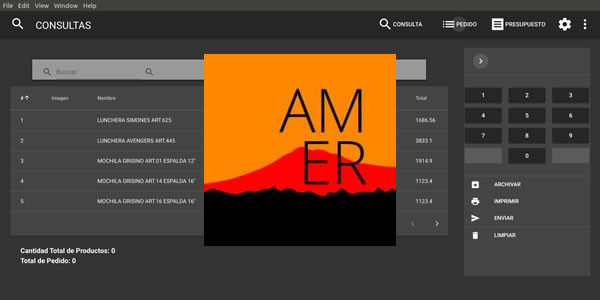 File Edit View Window Help
CONSULTAS
CONSULTA PEDIDO PRESUPUESTO
Buscar
# Imagen Nombre Total
1 LUNCHERA SIMONES ART.625 1686.56
2 LUNCHERA AVENGERS ART.445 3833.1
3 MOCHILA GRISINO ART.01 ESPALDA 12" 1914.9
4 MOCHILA GRISINO ART.14 ESPALDA 16" 1123.4
5 MOCHILA GRISINO ART.16 ESPALDA 16" 1123.4
AM
ER
1 2 3
4 5 6
7 8 9
0
ARCHIVAR
IMPRIMIR
ENVIAR
LIMPIAR
Cantidad Total de Productos: 0
Total de Pedido: 0